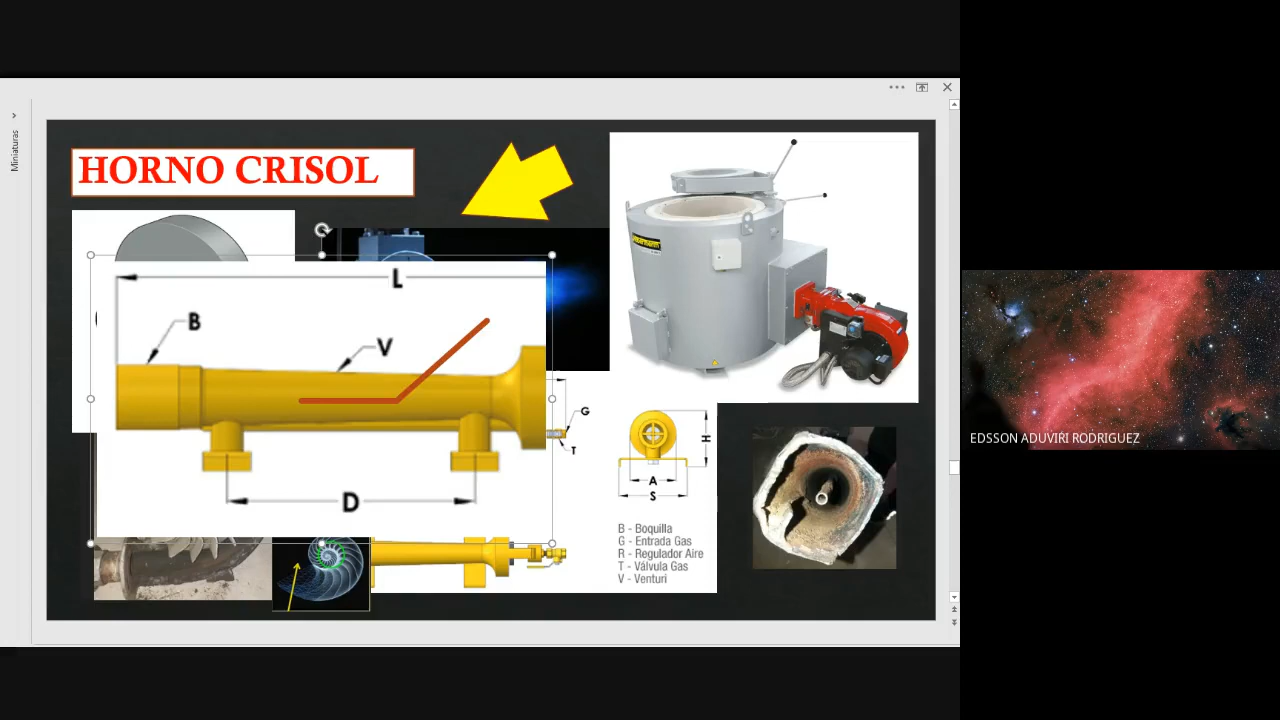 Miniaturas
HORNO CRISOL
L
B
V
D
G
T
H
A
S
B - Boquilla
G - Entrada Gas
R - Regulador Aire
T - Válvula Gas
V - Venturi
EDSSON ADUVIRI RODRIGUEZ